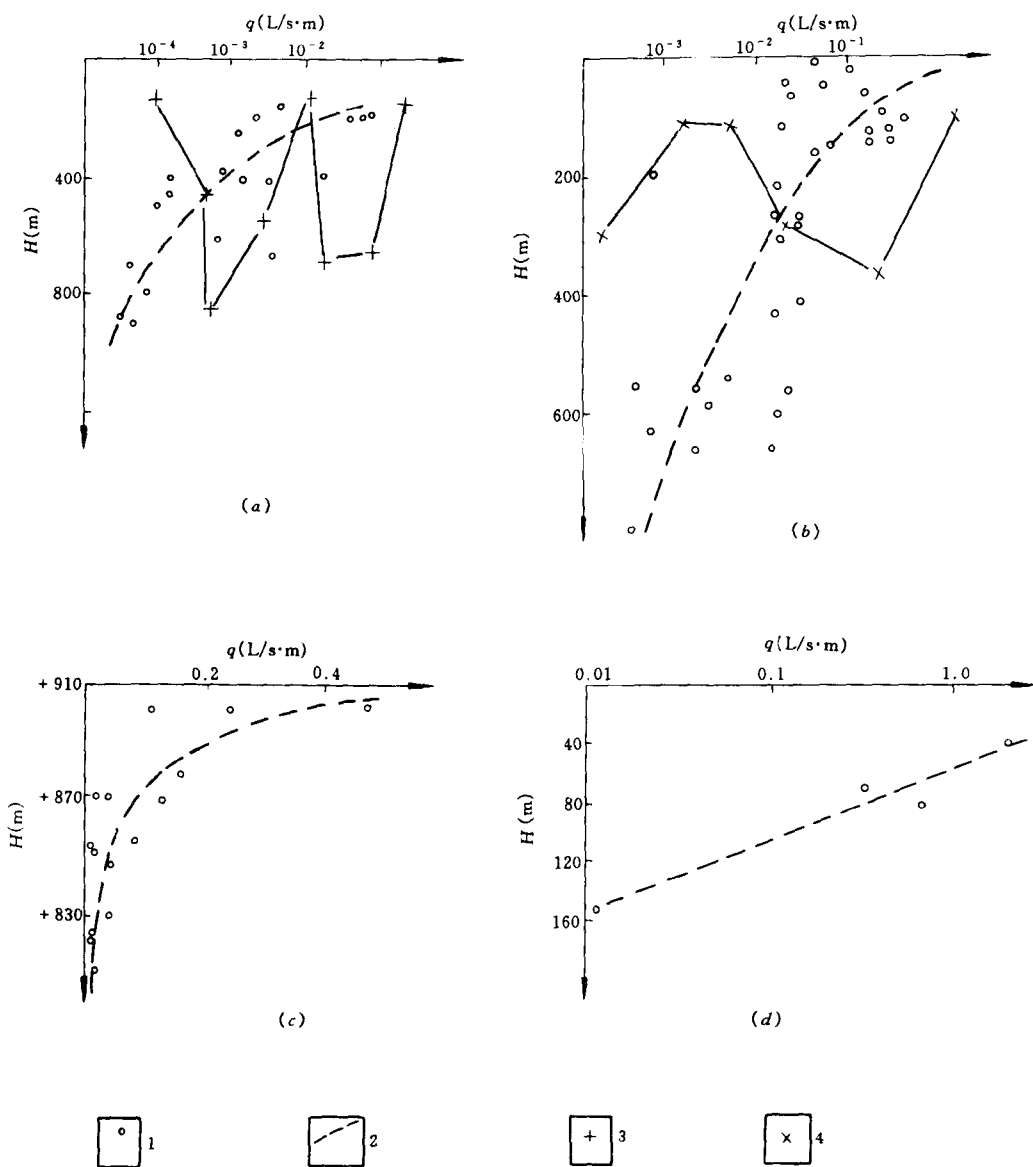 q(L/s·m)
10⁻⁴ 10⁻³ 10⁻²
H(m)
400
800
(a)
q(L/s·m)
10⁻³ 10⁻² 10⁻¹
H(m)
200
400
600
(b)
q(L/s·m)
0.2 0.4
+910
+870
+830
H(m)
(c)
q(L/s·m)
0.01 0.1 1.0
40
80
120
160
H(m)
(d)
1 2 3 4